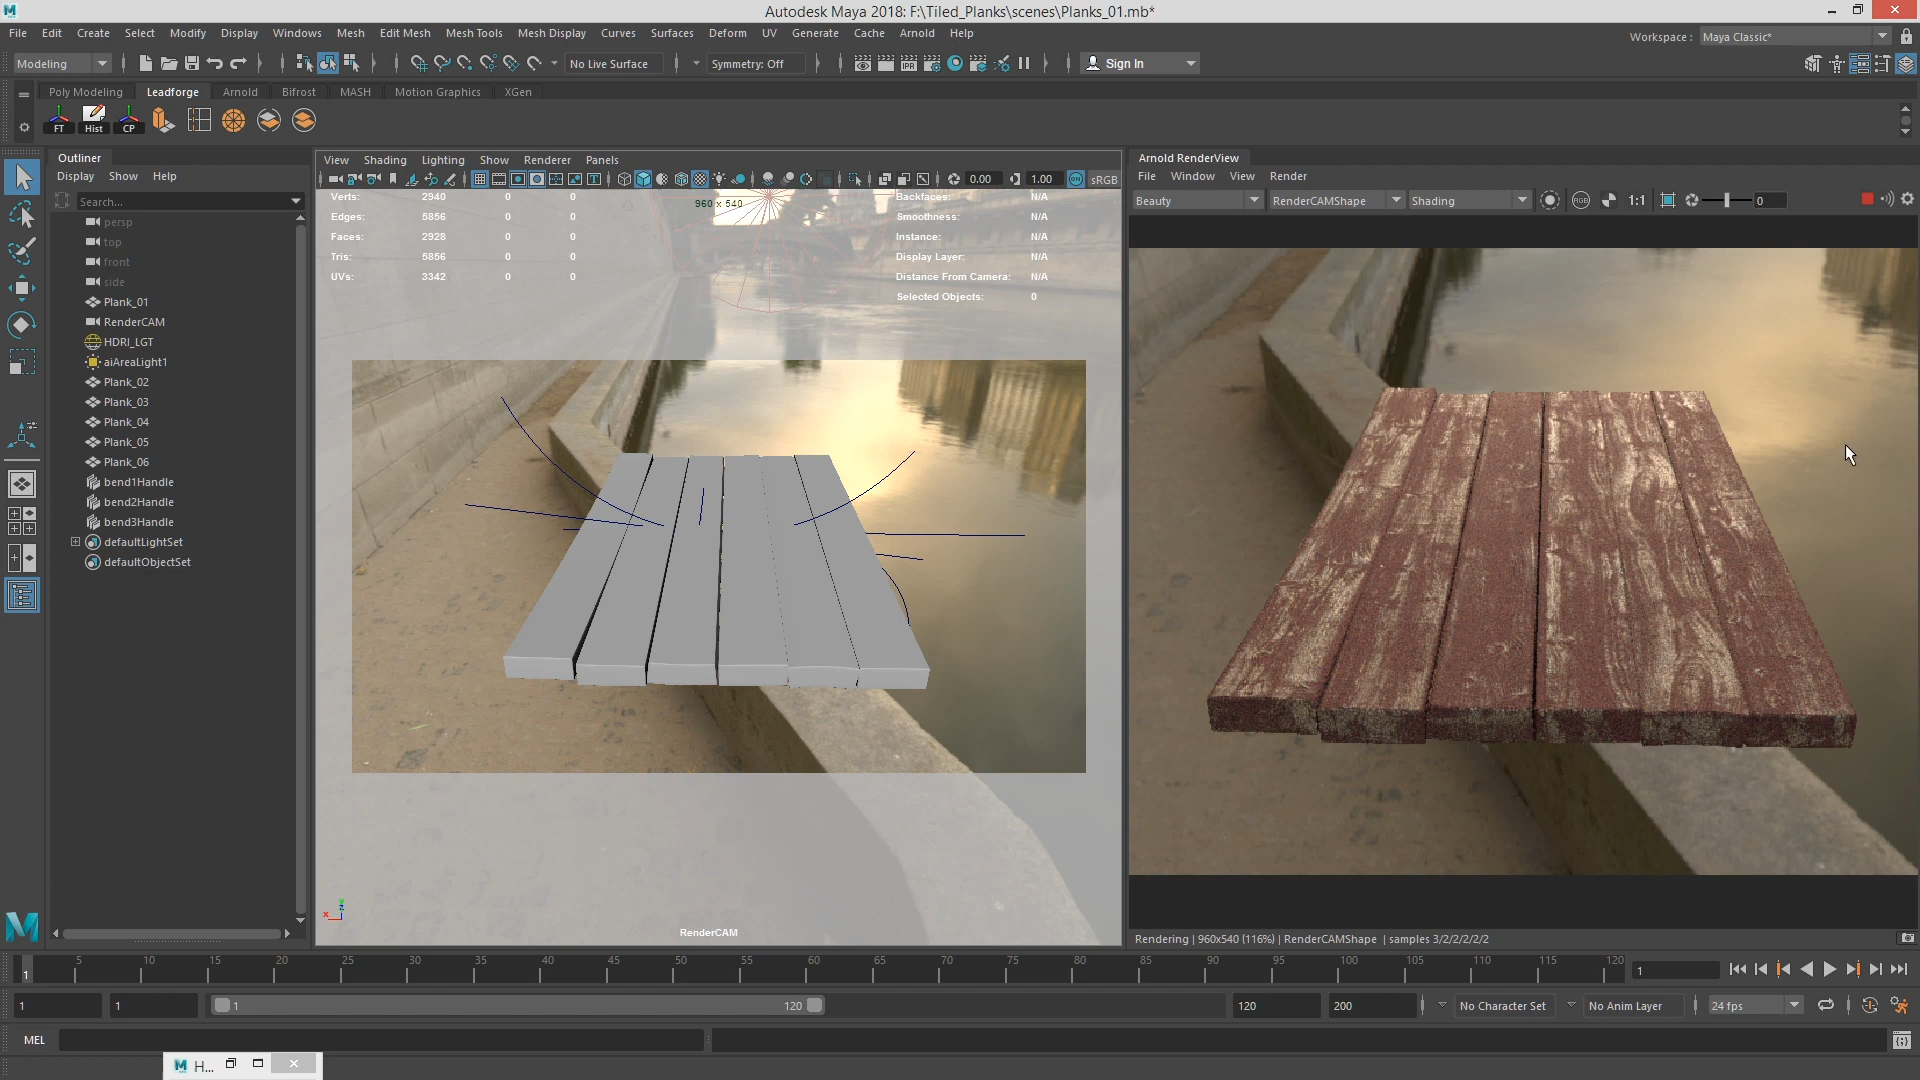 Autodesk Maya 2018: F:\Tiled_Planks\scenes\Planks_01.mb*
File Edit Create Select Modify Display Windows Mesh Edit Mesh Mesh Tools Mesh Display Curves Surfaces Deform UV Generate Cache Arnold Help
Workspace : Maya Classic*
Modeling No Live Surface Symmetry: Off IPR Sign In
Poly Modeling Leadforge Arnold Bifrost MASH Motion Graphics XGen
FT Hist CP
Outliner
Display Show Help
Search...
persp
top
front
side
Plank_01
RenderCAM
HDRI_LGT
aiAreaLight1
Plank_02
Plank_03
Plank_04
Plank_05
Plank_06
bend1Handle
bend2Handle
bend3Handle
defaultLightSet
defaultObjectSet
View Shading Lighting Show Renderer Panels
0.00 1.00 ON sRGB
Verts: 2940 0 0
Edges: 5856 0 0
Faces: 2928 0 0
Tris: 5856 0 0
UVs: 3342 0 0
960 x 540
Backfaces: N/A
Smoothness: N/A
Instance: N/A
Display Layer: N/A
Distance From Camera: N/A
Selected Objects: 0
x z
RenderCAM
Arnold RenderView
File Window View Render
Beauty RenderCAMShape Shading RGB 1:1 0
Rendering | 960x540 (116%) | RenderCAMShape | samples 3/2/2/2/2/2
1 5 10 15 20 25 30 35 40 45 50 55 60 65 70 75 80 85 90 95 100 105 110 115 120 1
1 1 1 120 120 200 No Character Set No Anim Layer 24 fps
MEL
H...